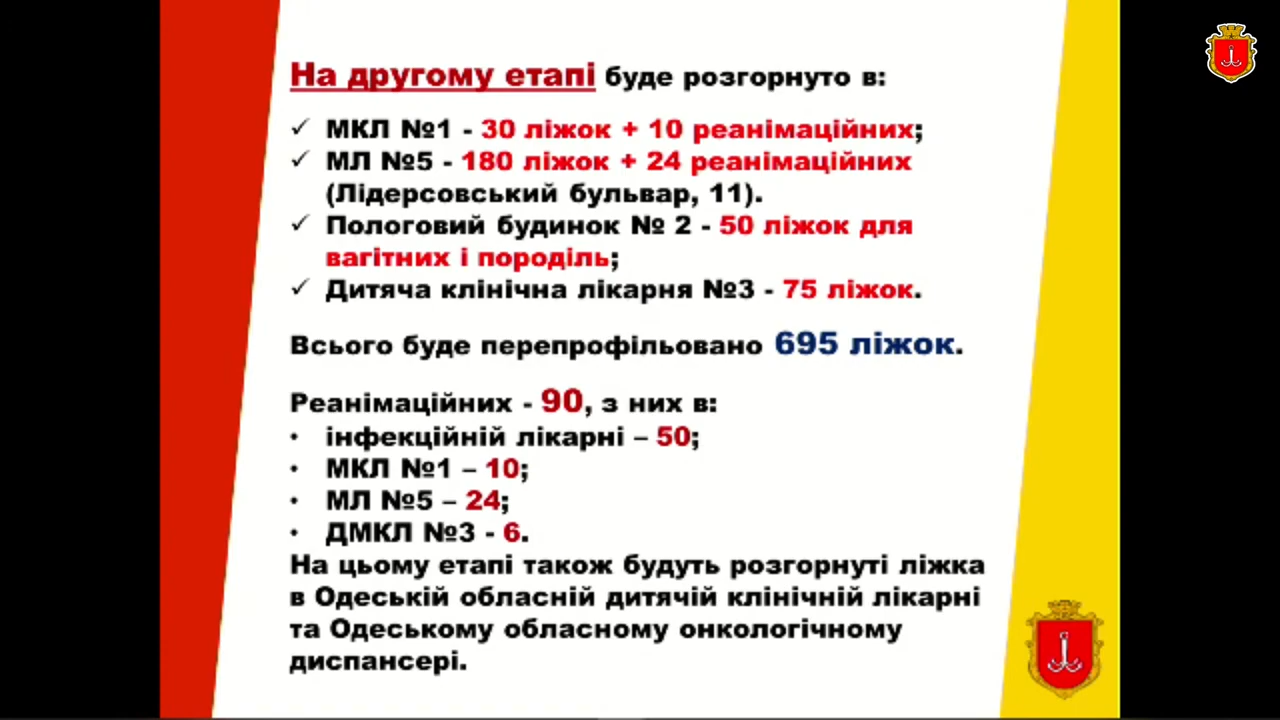 На другому етапі буде розгорнуто в:
✓ МКЛ №1 - 30 ліжок + 10 реанімаційних;
✓ МЛ №5 - 180 ліжок + 24 реанімаційних
(Лідерсовський бульвар, 11).
✓ Пологовий будинок № 2 - 50 ліжок для
вагітних і породіль;
✓ Дитяча клінічна лікарня №3 - 75 ліжок.
Всього буде перепрофільовано 695 ліжок.
Реанімаційних - 90, з них в:
• інфекційній лікарні – 50;
• МКЛ №1 – 10;
• МЛ №5 – 24;
• ДМКЛ №3 - 6.
На цьому етапі також будуть розгорнуті ліжка
в Одеській обласній дитячій клінічній лікарні
та Одеському обласному онкологічному
диспансері.